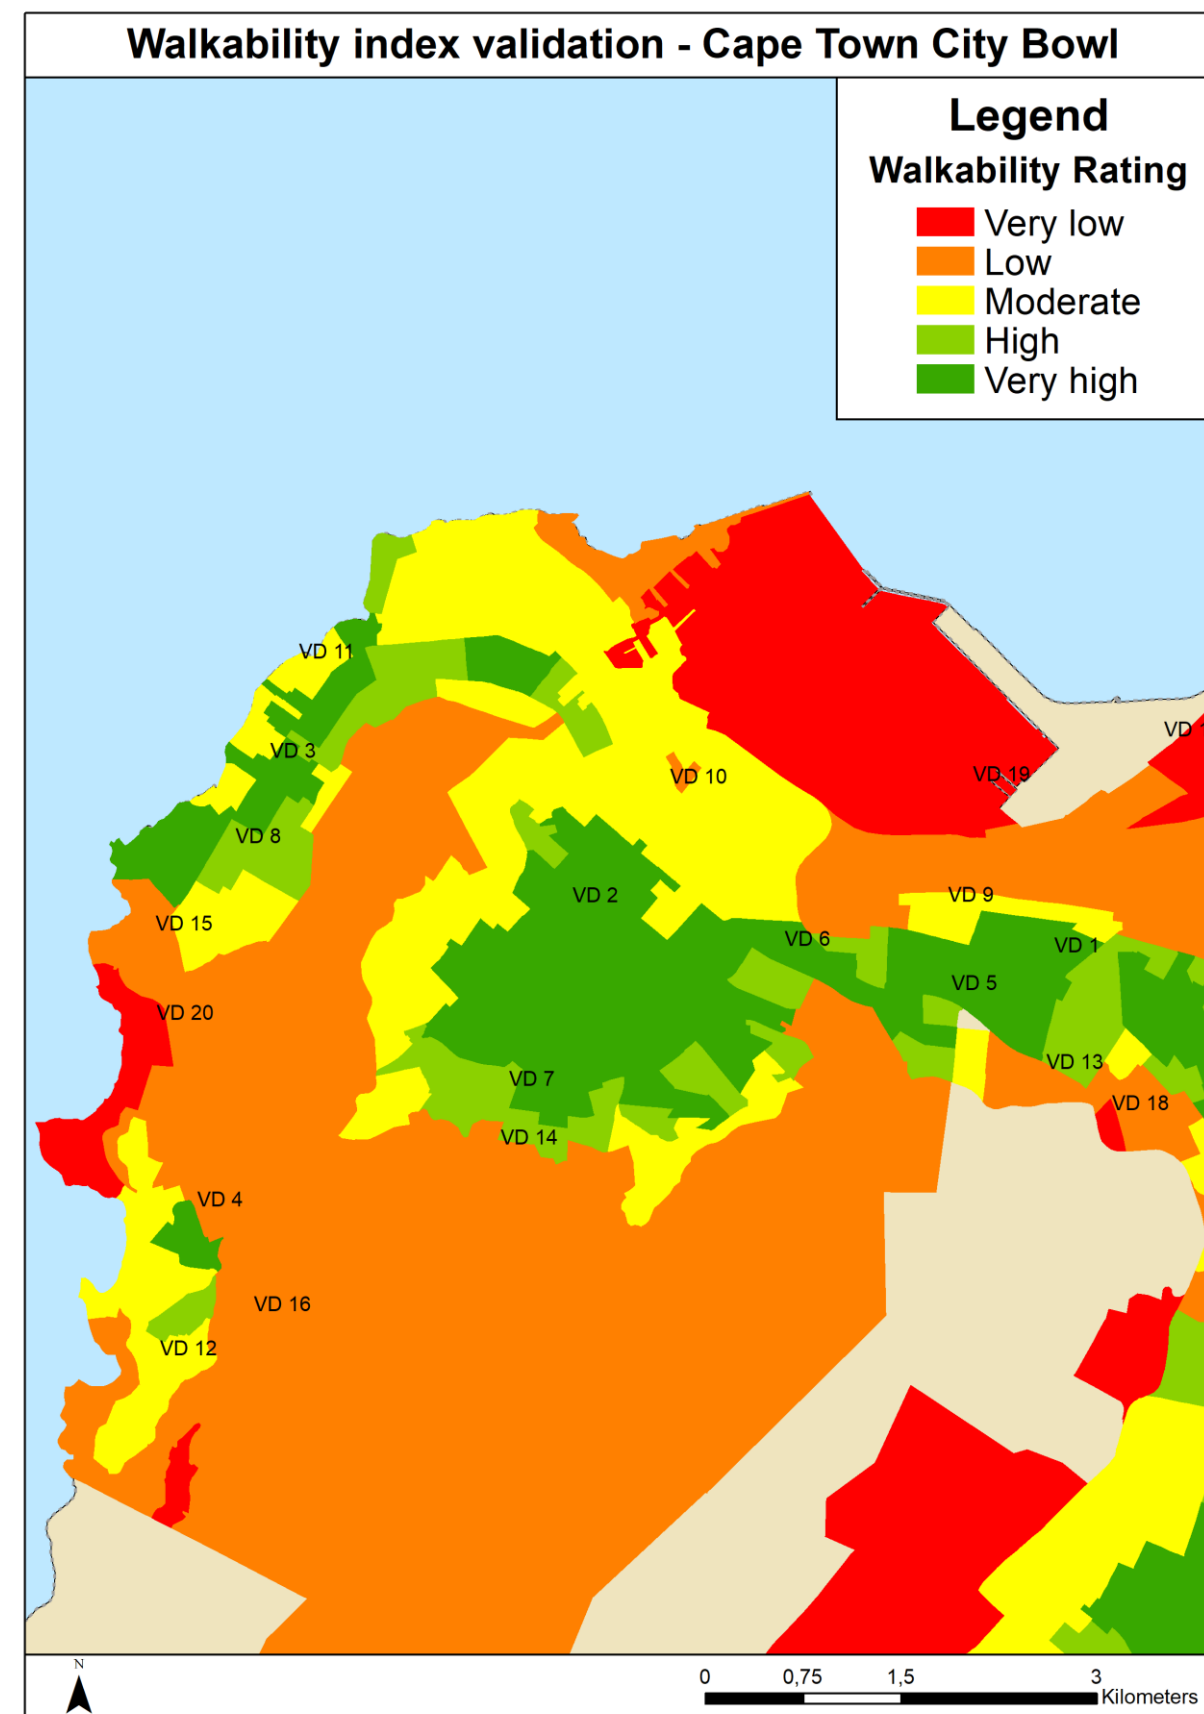 Walkability index validation - Cape Town City Bowl
Legend
Walkability Rating
Very low
Low
Moderate
High
Very high
VD 11
VD 3
VD 10
VD 19
VD 8
VD 2
VD 9
VD 15
VD 6
VD 1
VD 5
VD 20
VD 13
VD 7
VD 18
VD 14
VD 4
VD 16
VD 12
N
0 0,75 1,5 3
Kilometers